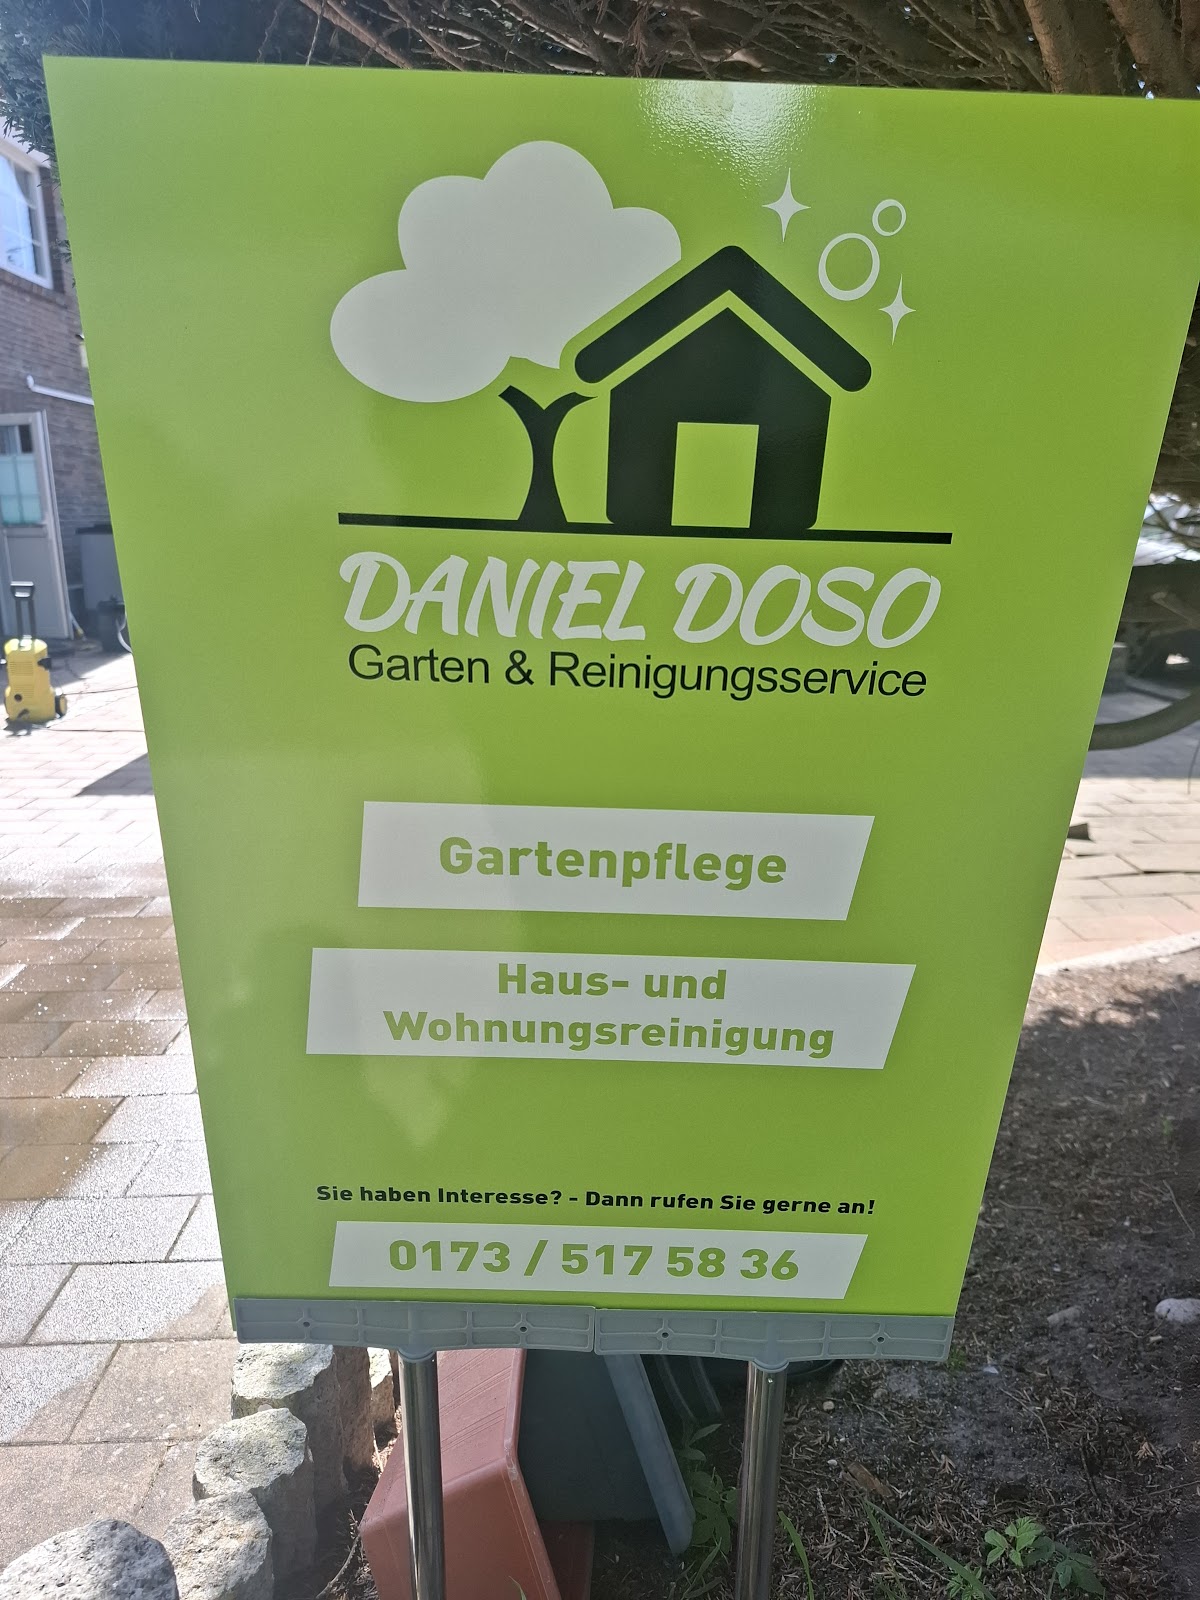 DANIEL DOSO
Garten & Reinigungsservice
Gartenpflege
Haus- und
Wohnungsreinigung
Sie haben Interesse? - Dann rufen Sie gerne an!
0173 / 517 58 36